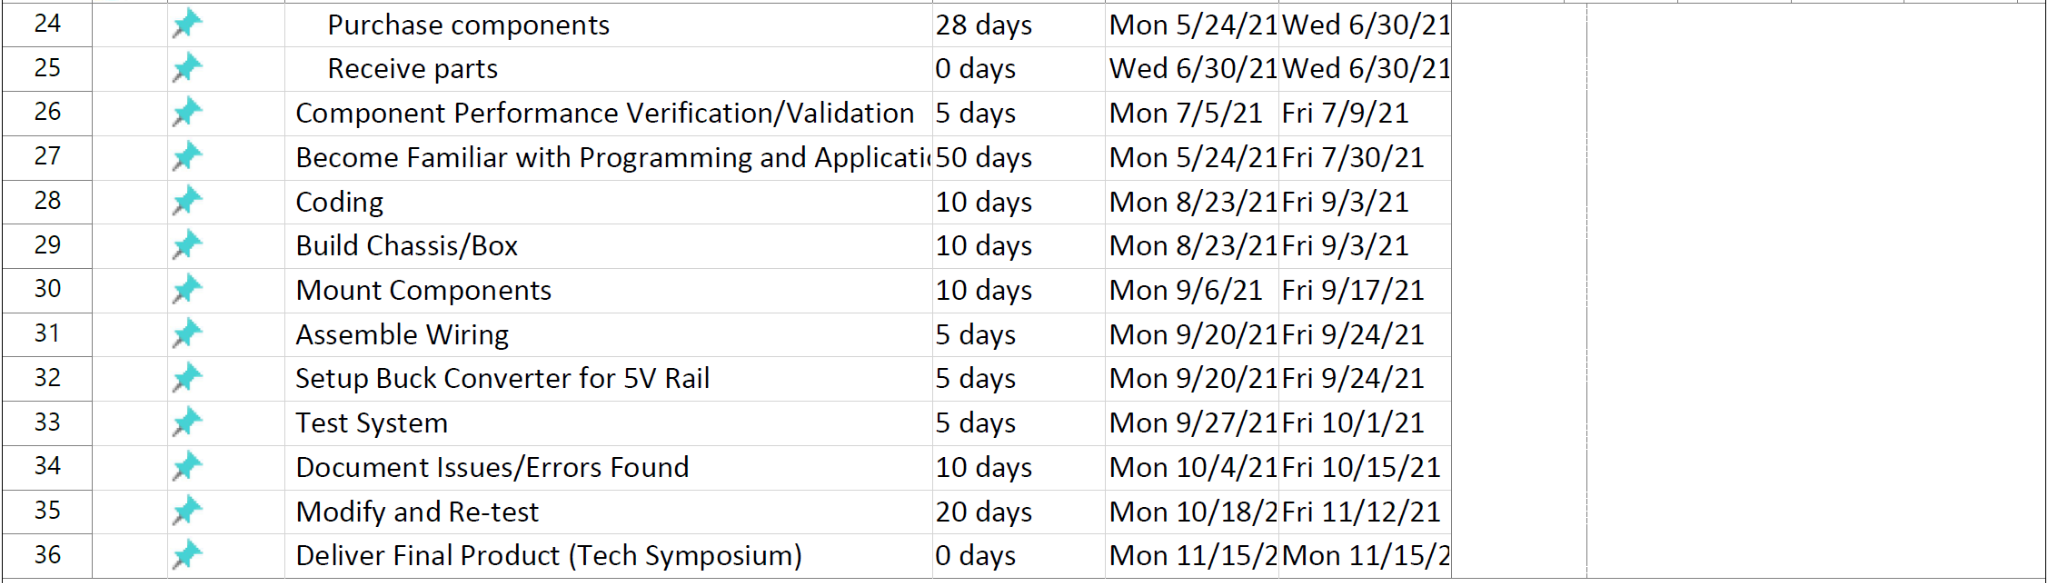 24 Purchase components 28 days Mon 5/24/21 Wed 6/30/21
25 Receive parts 0 days Wed 6/30/21 Wed 6/30/21
26 Component Performance Verification/Validation 5 days Mon 7/5/21 Fri 7/9/21
27 Become Familiar with Programming and Applicati 50 days Mon 5/24/21 Fri 7/30/21
28 Coding 10 days Mon 8/23/21 Fri 9/3/21
29 Build Chassis/Box 10 days Mon 8/23/21 Fri 9/3/21
30 Mount Components 10 days Mon 9/6/21 Fri 9/17/21
31 Assemble Wiring 5 days Mon 9/20/21 Fri 9/24/21
32 Setup Buck Converter for 5V Rail 5 days Mon 9/20/21 Fri 9/24/21
33 Test System 5 days Mon 9/27/21 Fri 10/1/21
34 Document Issues/Errors Found 10 days Mon 10/4/21 Fri 10/15/21
35 Modify and Re-test 20 days Mon 10/18/2 Fri 11/12/21
36 Deliver Final Product (Tech Symposium) 0 days Mon 11/15/2 Mon 11/15/2